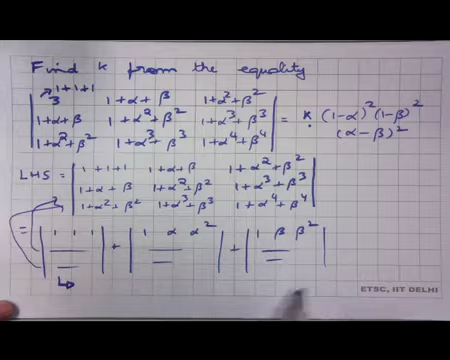 Find k from the equality
1+1+1
| 3 1+α+β 1+α²+β² |
| 1+α+β 1+α²+β² 1+α³+β³ | = k (1-α)² (1-β)²
| 1+α²+β² 1+α³+β³ 1+α⁴+β⁴ | (α-β)²
LHS = | 1+1+1 1+α+β 1+α²+β² |
| 1+α+β 1+α²+β² 1+α³+β³ |
| 1+α²+β² 1+α³+β³ 1+α⁴+β⁴ |
= | 1 1 1 | + | 1 α α² | + | 1 β β² |
ETSC, IIT DELHI